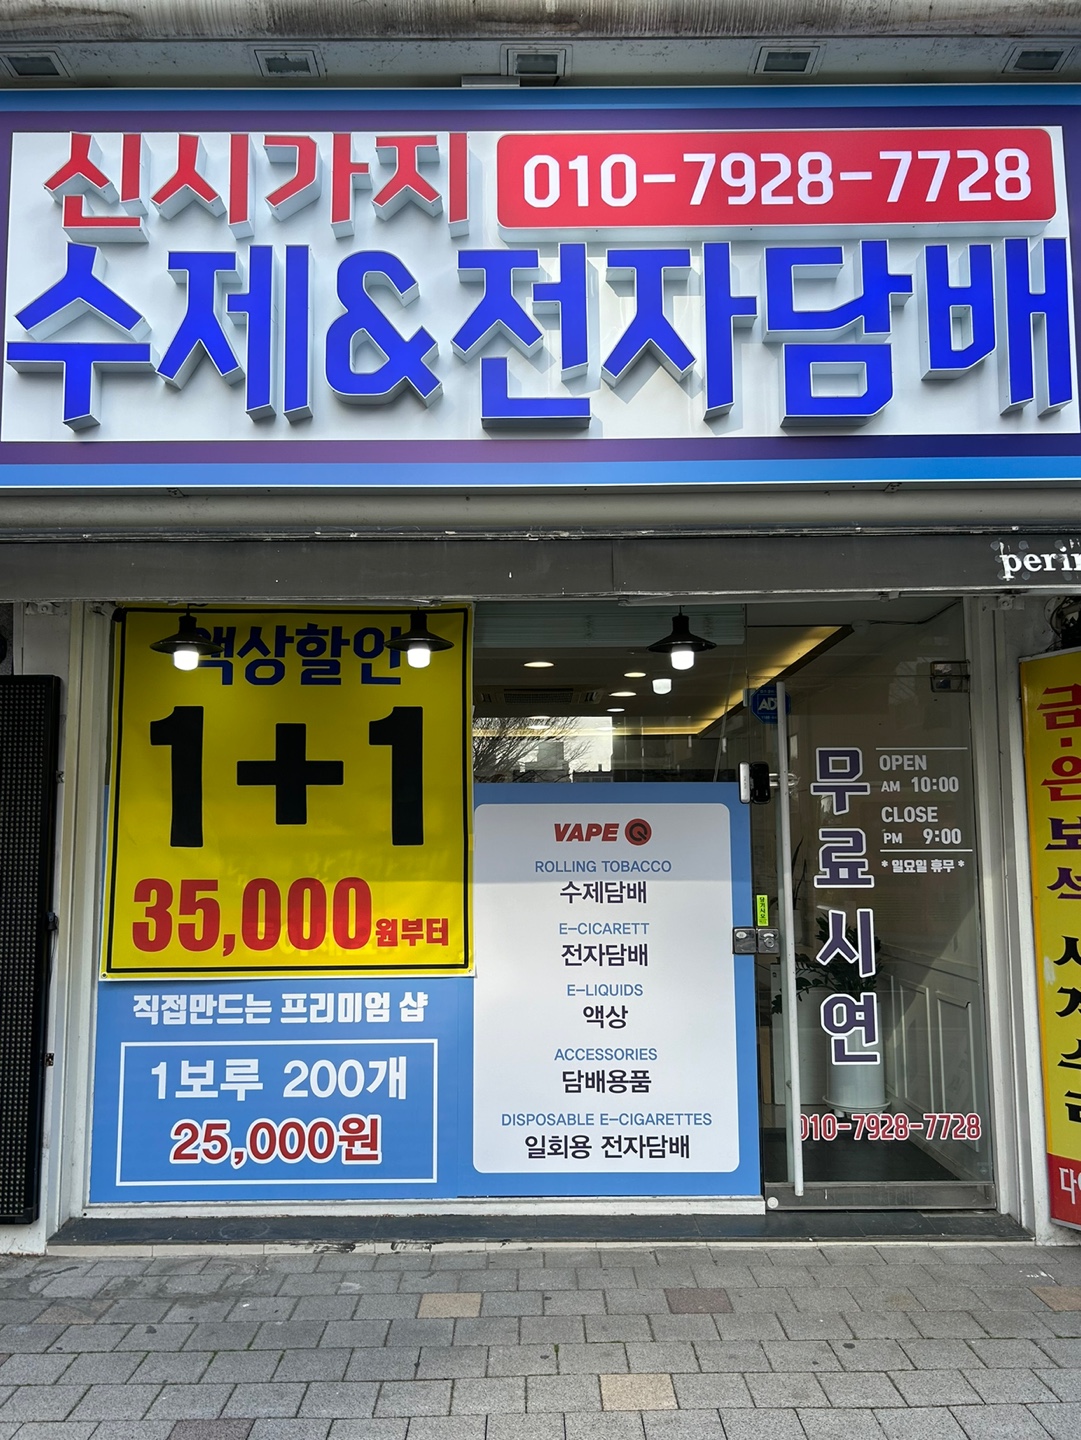 신시가지 010-7928-7728
수제&전자담배
perin
액상할인
1+1
35,000원부터
직접만드는 프리미엄 샵
1보루 200개
25,000원
VAPE Q
ROLLING TOBACCO
수제담배
E-CICARETT
전자담배
E-LIQUIDS
액상
ACCESSORIES
담배용품
DISPOSABLE E-CIGARETTES
일회용 전자담배
무료시연
OPEN
AM 10:00
CLOSE
PM 9:00
* 일요일 휴무 *
010-7928-7728
금·은
보석